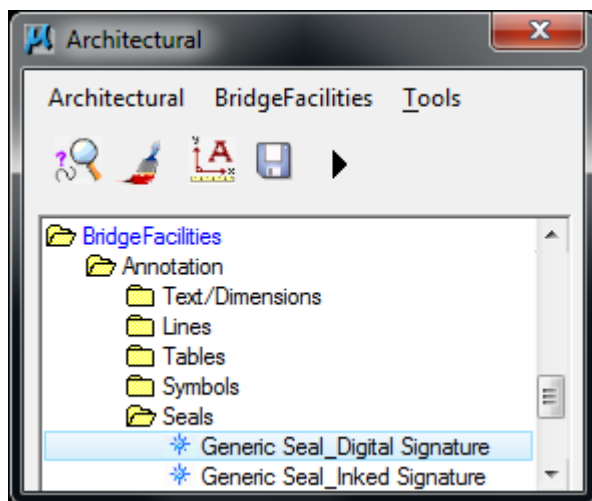 Architectural
Architectural BridgeFacilities Tools
BridgeFacilities
Annotation
Text/Dimensions
Lines
Tables
Symbols
Seals
Generic Seal_Digital Signature
Generic Seal_Inked Signature